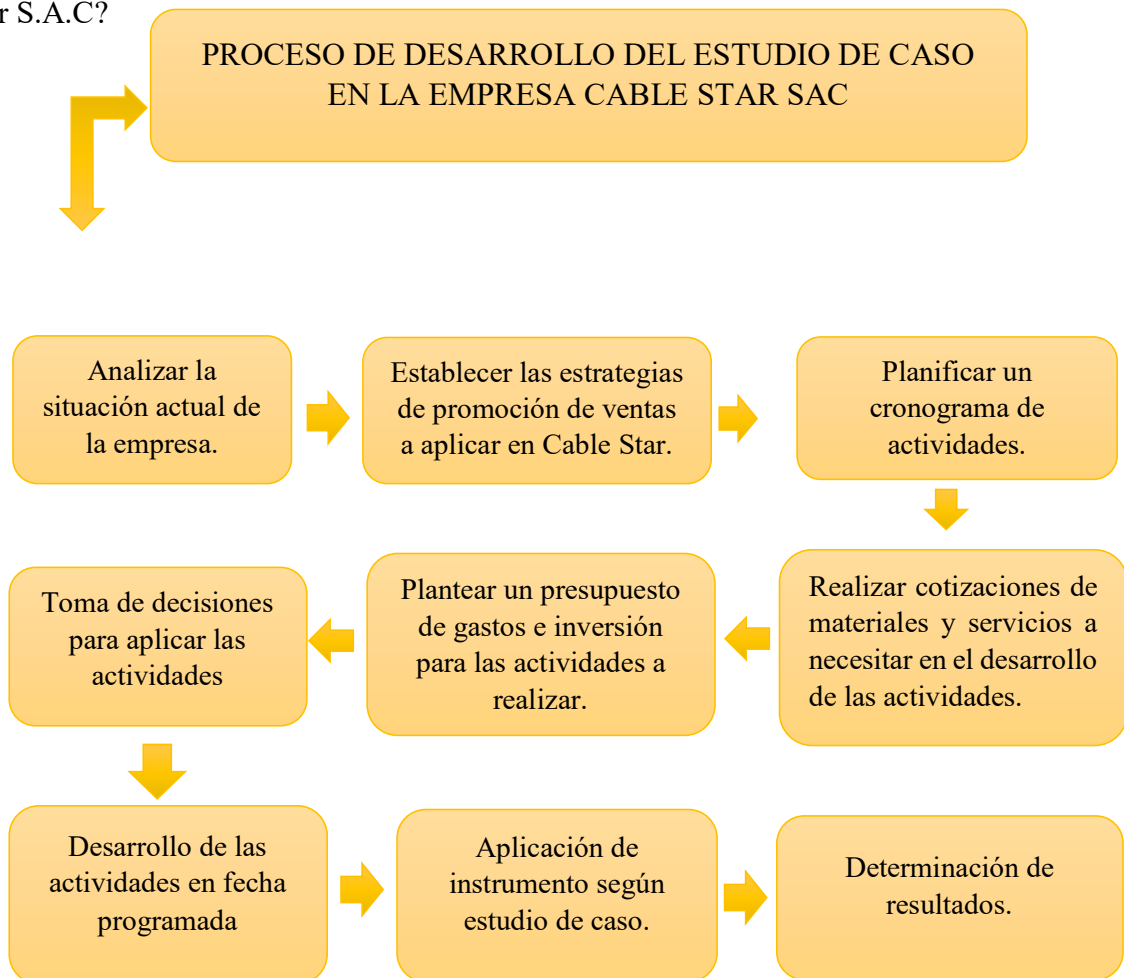 r S.A.C?
PROCESO DE DESARROLLO DEL ESTUDIO DE CASO
EN LA EMPRESA CABLE STAR SAC
Analizar la
situación actual de
la empresa.
Establecer las estrategias
de promoción de ventas
a aplicar en Cable Star.
Planificar un
cronograma de
actividades.
Realizar cotizaciones de
materiales y servicios a
necesitar en el desarrollo
de las actividades.
Plantear un presupuesto
de gastos e inversión
para las actividades a
realizar.
Toma de decisiones
para aplicar las
actividades
Desarrollo de las
actividades en fecha
programada
Aplicación de
instrumento según
estudio de caso.
Determinación de
resultados.